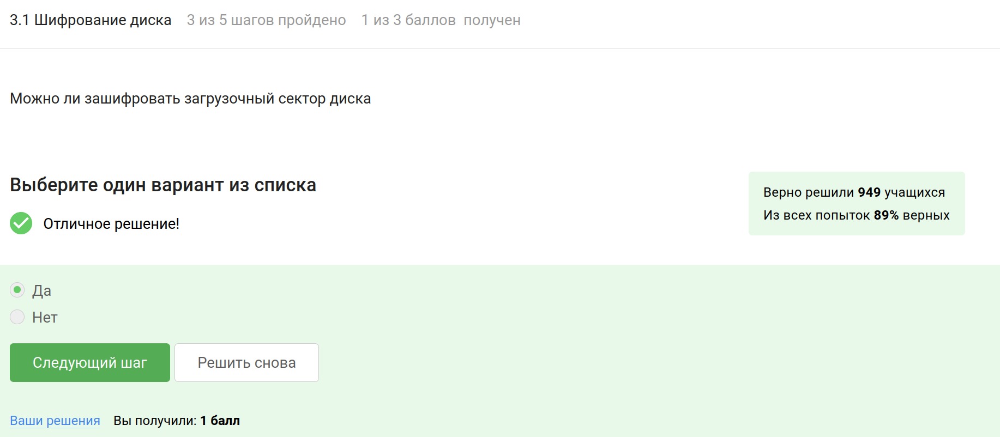 3.1 Шифрование диска 3 из 5 шагов пройдено 1 из 3 баллов получен
Можно ли зашифровать загрузочный сектор диска
Выберите один вариант из списка
Верно решили 949 учащихся
Из всех попыток 89% верных
Отличное решение!
Да
Нет
Следующий шаг Решить снова
Ваши решения Вы получили: 1 балл